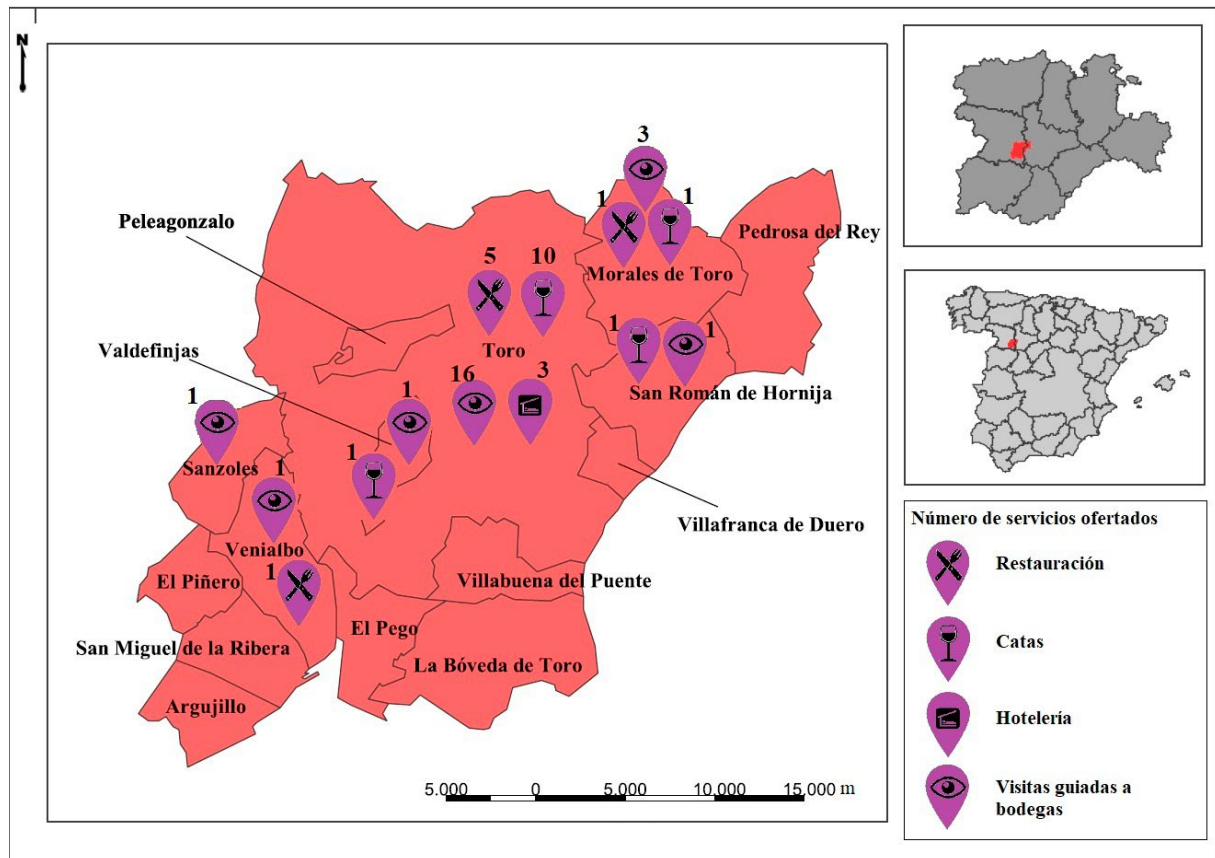 N
3
1
1
Peleagonzalo
Pedrosa del Rey
5
10
Morales de Toro
Valdefinjas
Toro
1
1
16
3
San Román de Hornija
1
1
1
Sanzoles
1
Villafranca de Duero
Venialbo
1
El Piñero
Villabuena del Puente
El Pego
San Miguel de la Ribera
La Bóveda de Toro
Argujillo
5.000 0 5.000 10.000 15.000 m
Número de servicios ofertados
Restauración
Catas
Hotelería
Visitas guiadas a
bodegas